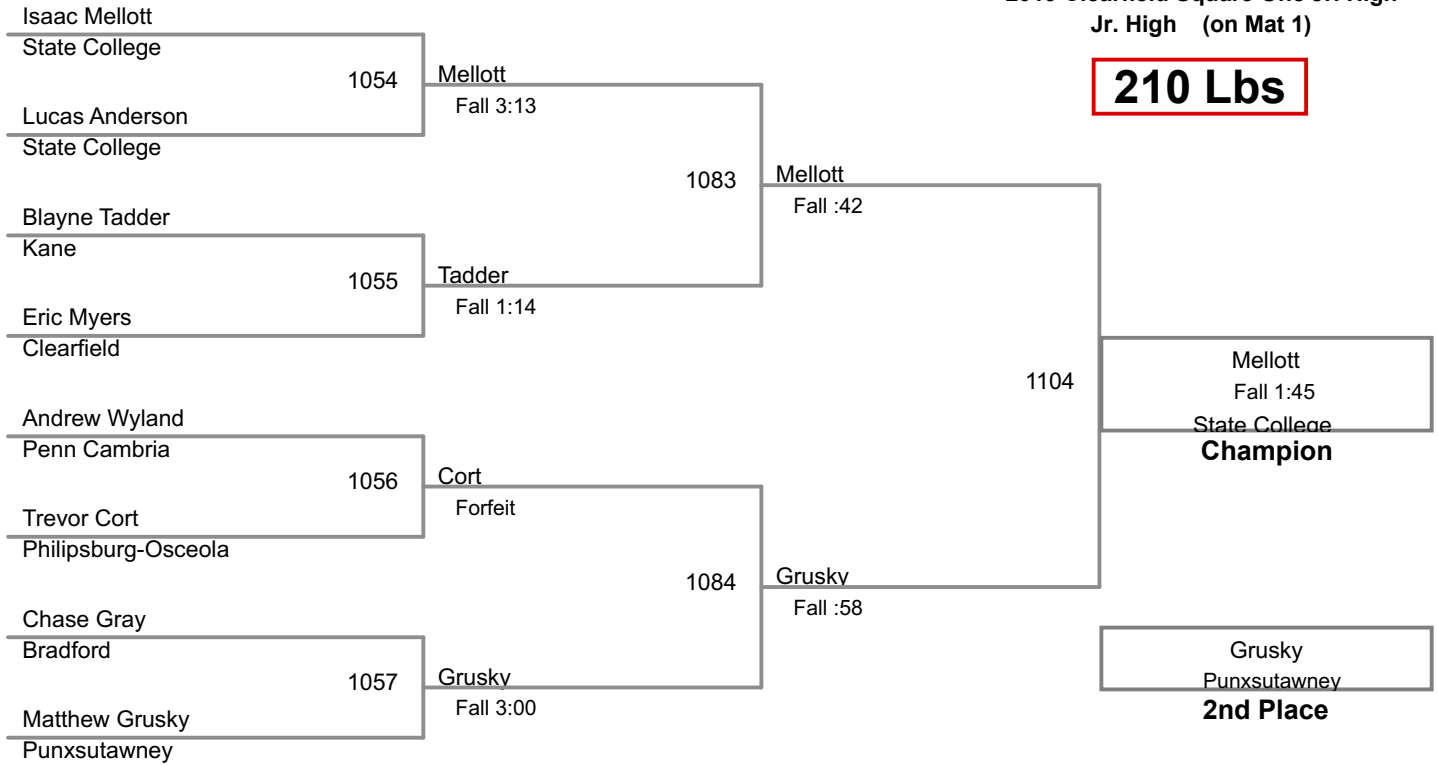 Jr. High (on Mat 1)
210 Lbs
Isaac Mellott
State College
1054
Lucas Anderson
State College
Mellott
Fall 3:13
Blayne Tadder
Kane
1055
Eric Myers
Clearfield
Tadder
Fall 1:14
1083
Mellott
Fall :42
Andrew Wyland
Penn Cambria
1056
Trevor Cort
Philipsburg-Osceola
Cort
Forfeit
Chase Gray
Bradford
1057
Matthew Grusky
Punxsutawney
Grusky
Fall 3:00
1084
Grusky
Fall :58
1104
Mellott
Fall 1:45
State College
Champion
Grusky
Punxsutawney
2nd Place